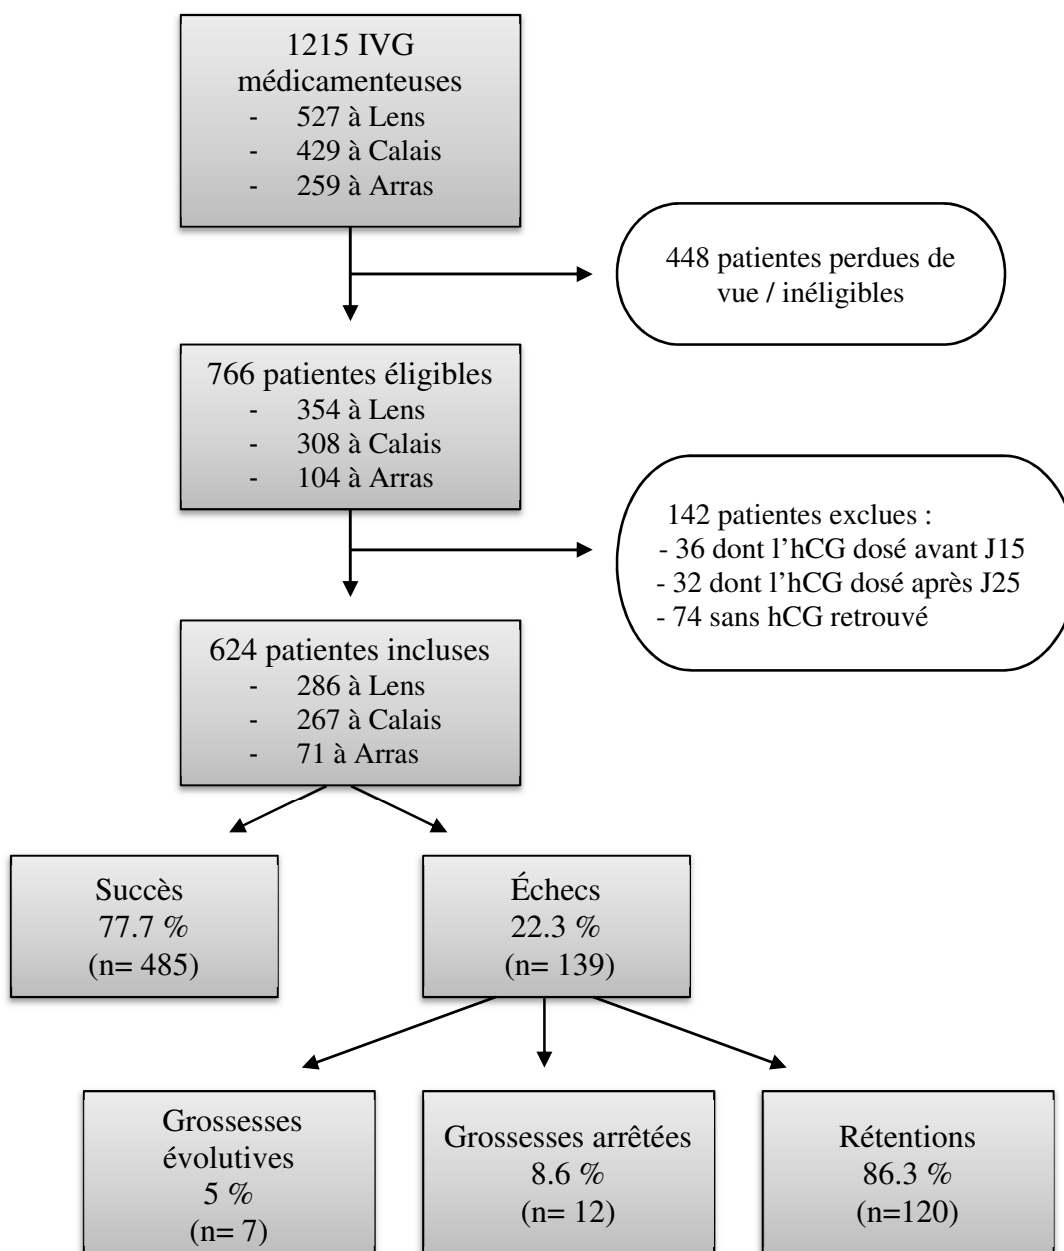 1215 IVG
médicamenteuses
- 527 à Lens
- 429 à Calais
- 259 à Arras
448 patientes perdues de
vue / inéligibles
766 patientes éligibles
- 354 à Lens
- 308 à Calais
- 104 à Arras
142 patientes exclues :
- 36 dont l’hCG dosé avant J15
- 32 dont l’hCG dosé après J25
- 74 sans hCG retrouvé
624 patientes incluses
- 286 à Lens
- 267 à Calais
- 71 à Arras
Succès
77.7 %
(n= 485)
Échecs
22.3 %
(n= 139)
Grossesses
évolutives
5 %
(n= 7)
Grossesses arrêtées
8.6 %
(n= 12)
Rétentions
86.3 %
(n=120)